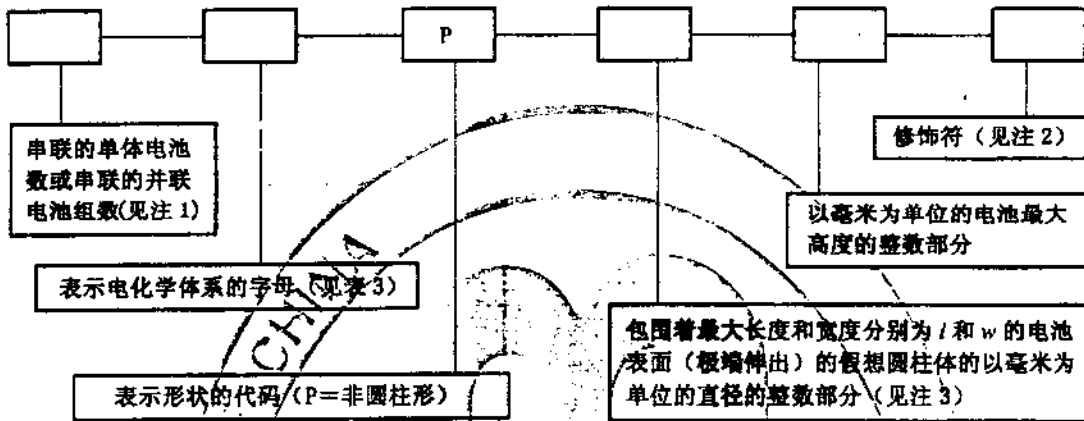 P
串联的单体电池
数或串联的并联
电池组数(见注 1)
修饰符（见注 2）
以毫米为单位的电池最大
高度的整数部分
表示电化学体系的字母（见表 3）
包围着最大长度和宽度分别为 l 和 w 的电池
表面（极端伸出）的假想圆柱体的以毫米为
单位的直径的整数部分（见注 3）
表示形状的代码（P＝非圆柱形）
CHINA